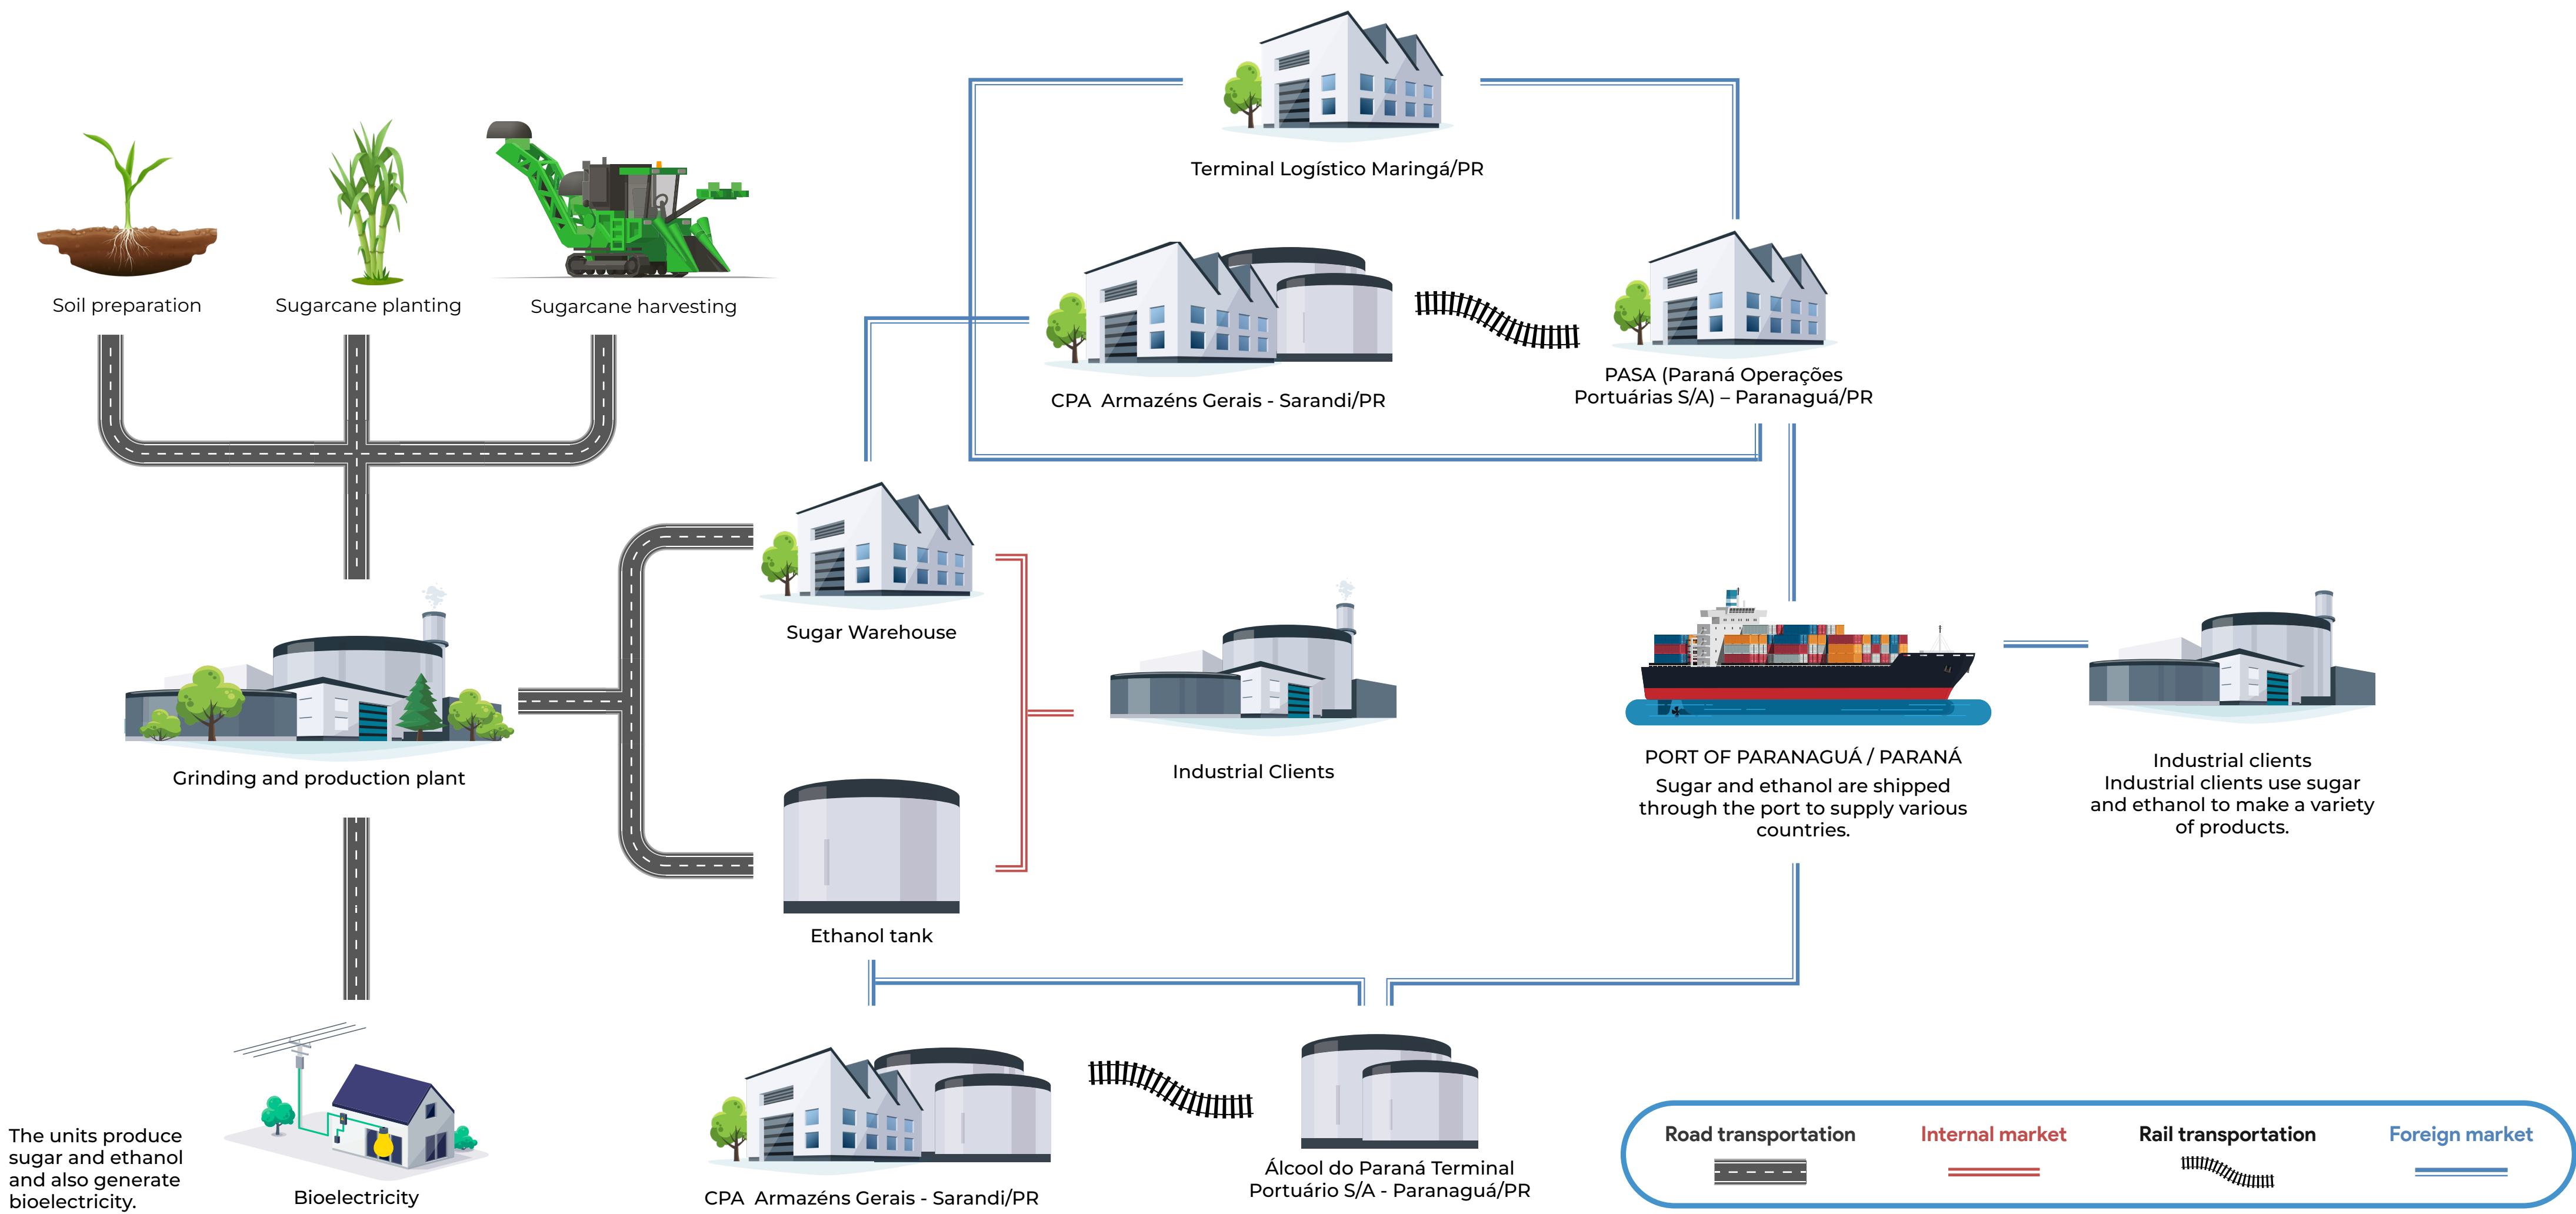 Terminal Logístico Maringá/PR
Soil preparation
Sugarcane planting
Sugarcane harvesting
CPA Armazéns Gerais - Sarandi/PR
PASA (Paraná Operações
Portuárias S/A) – Paranaguá/PR
Sugar Warehouse
Grinding and production plant
Industrial Clients
PORT OF PARANAGUÁ / PARANÁ
Sugar and ethanol are shipped
through the port to supply various
countries.
Industrial clients
Industrial clients use sugar
and ethanol to make a variety
of products.
Ethanol tank
The units produce
sugar and ethanol
and also generate
bioelectricity.
Bioelectricity
CPA Armazéns Gerais - Sarandi/PR
Álcool do Paraná Terminal
Portuário S/A - Paranaguá/PR
Road transportation
Internal market
Rail transportation
Foreign market